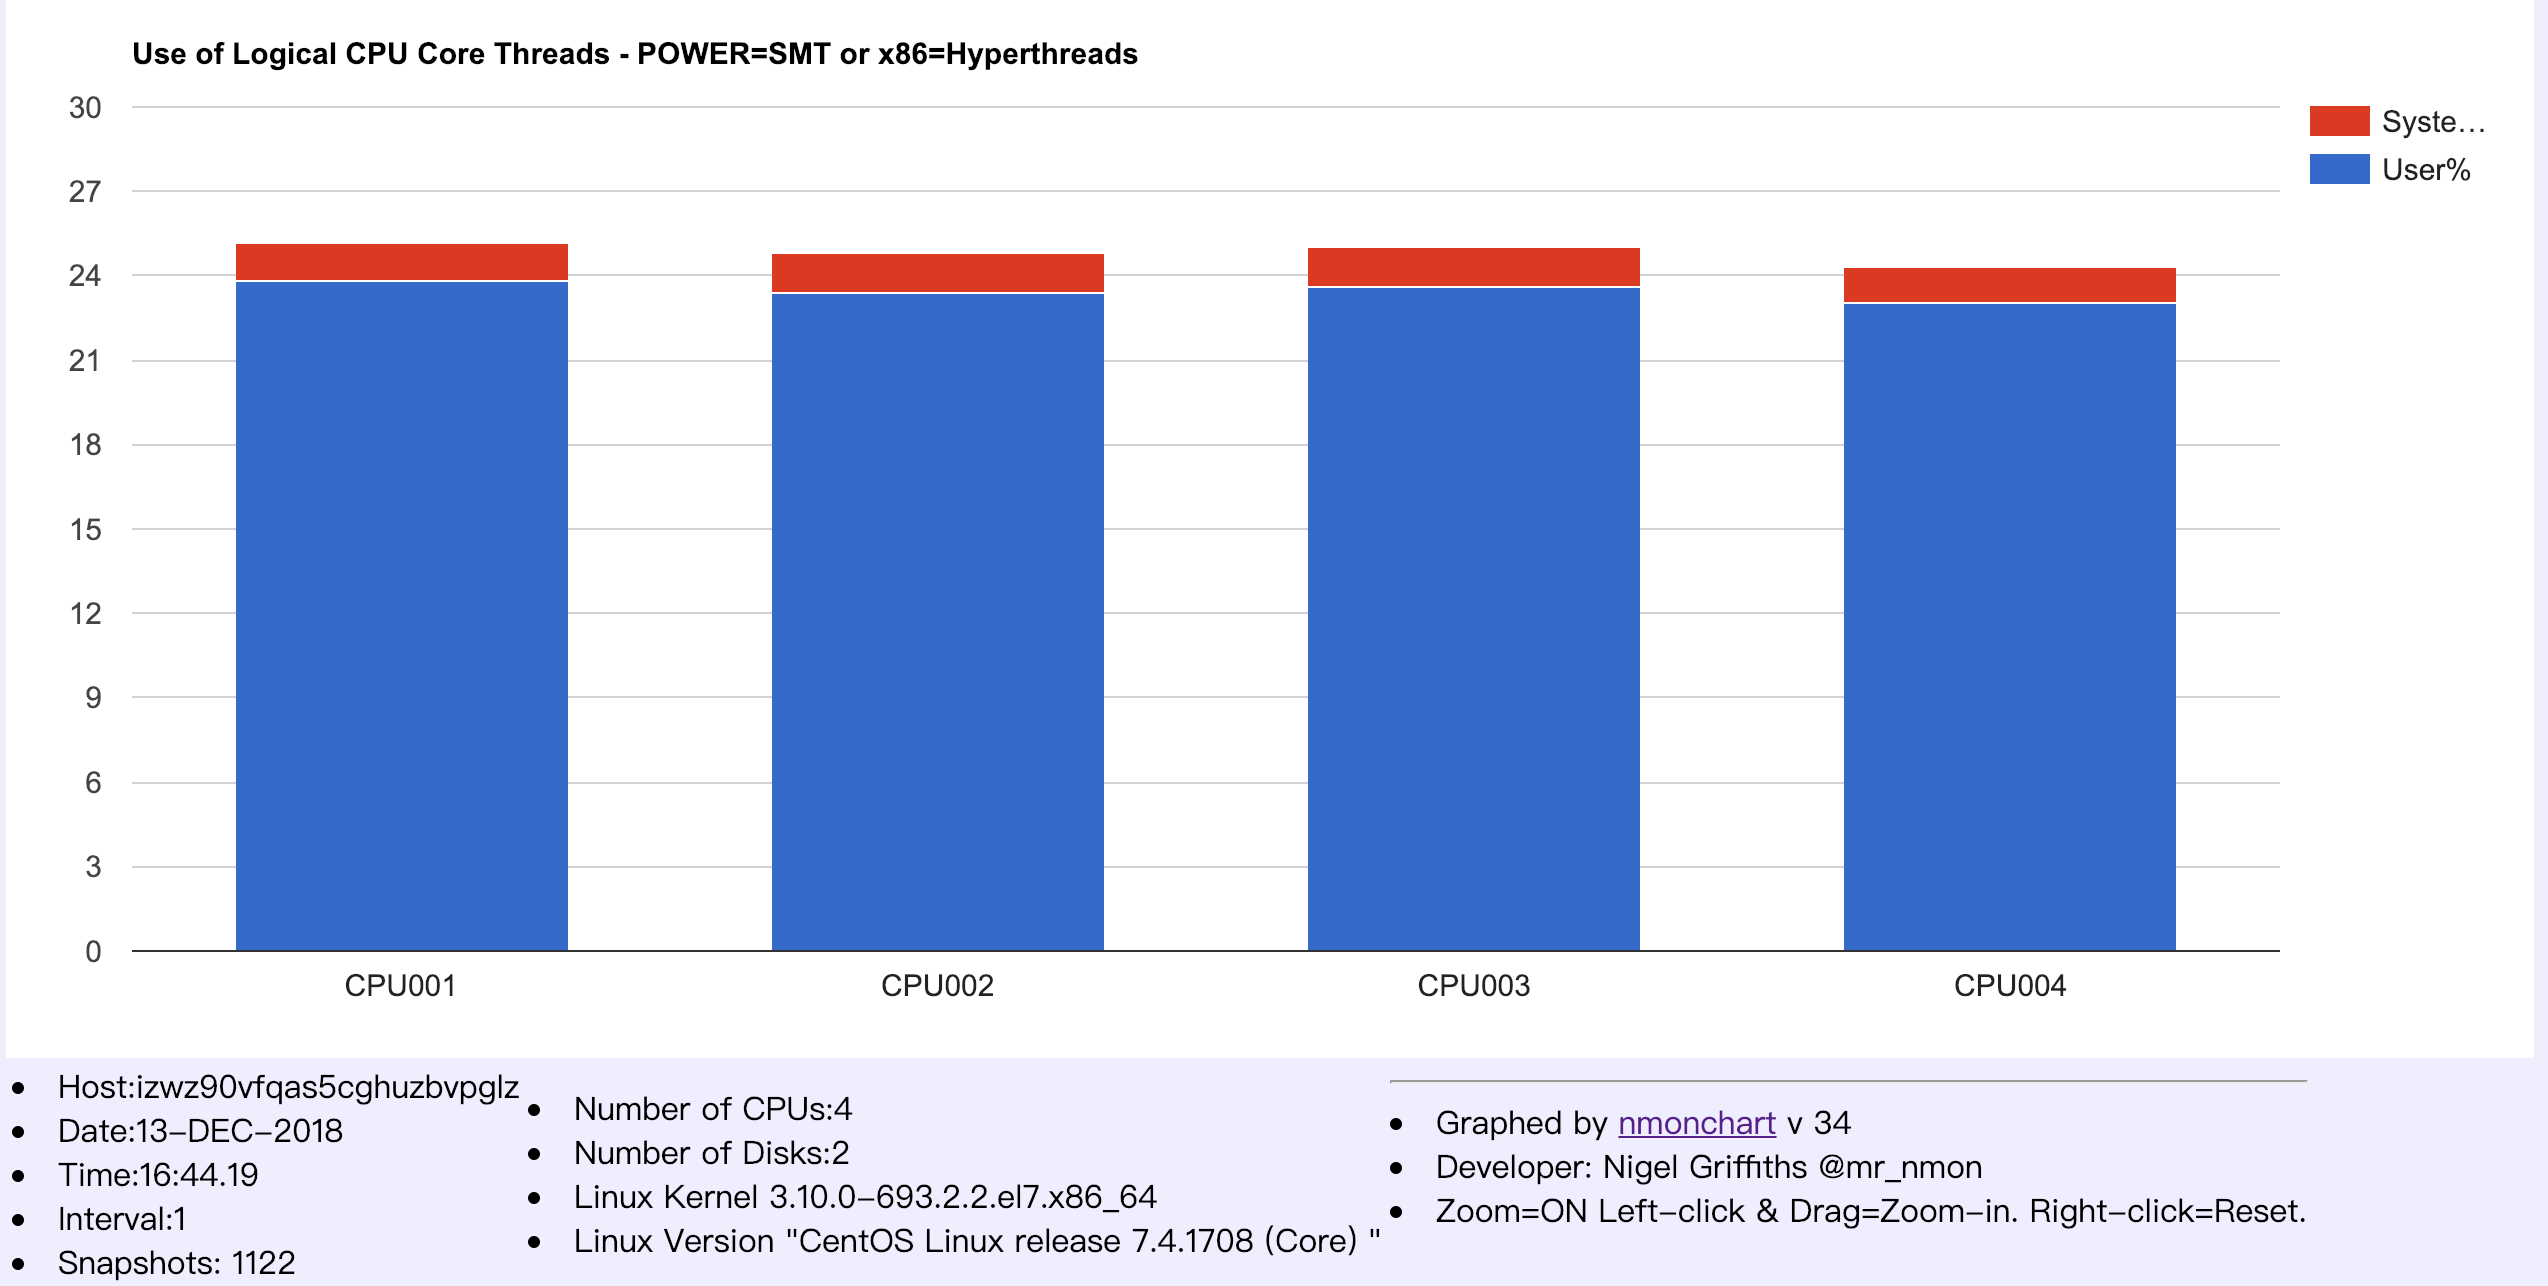 Use of Logical CPU Core Threads - POWER=SMT or x86=Hyperthreads
30
27
24
21
18
15
12
9
6
3
0
Syste…
User%
CPU001
CPU002
CPU003
CPU004
Host:izwz90vfqas5cghuzbvpglz
Date:13-DEC-2018
Time:16:44.19
Interval:1
Snapshots: 1122
Number of CPUs:4
Number of Disks:2
Linux Kernel 3.10.0-693.2.2.el7.x86_64
Linux Version "CentOS Linux release 7.4.1708 (Core) "
Graphed by nmonchart v 34
Developer: Nigel Griffiths @mr_nmon
Zoom=ON Left-click & Drag=Zoom-in. Right-click=Reset.